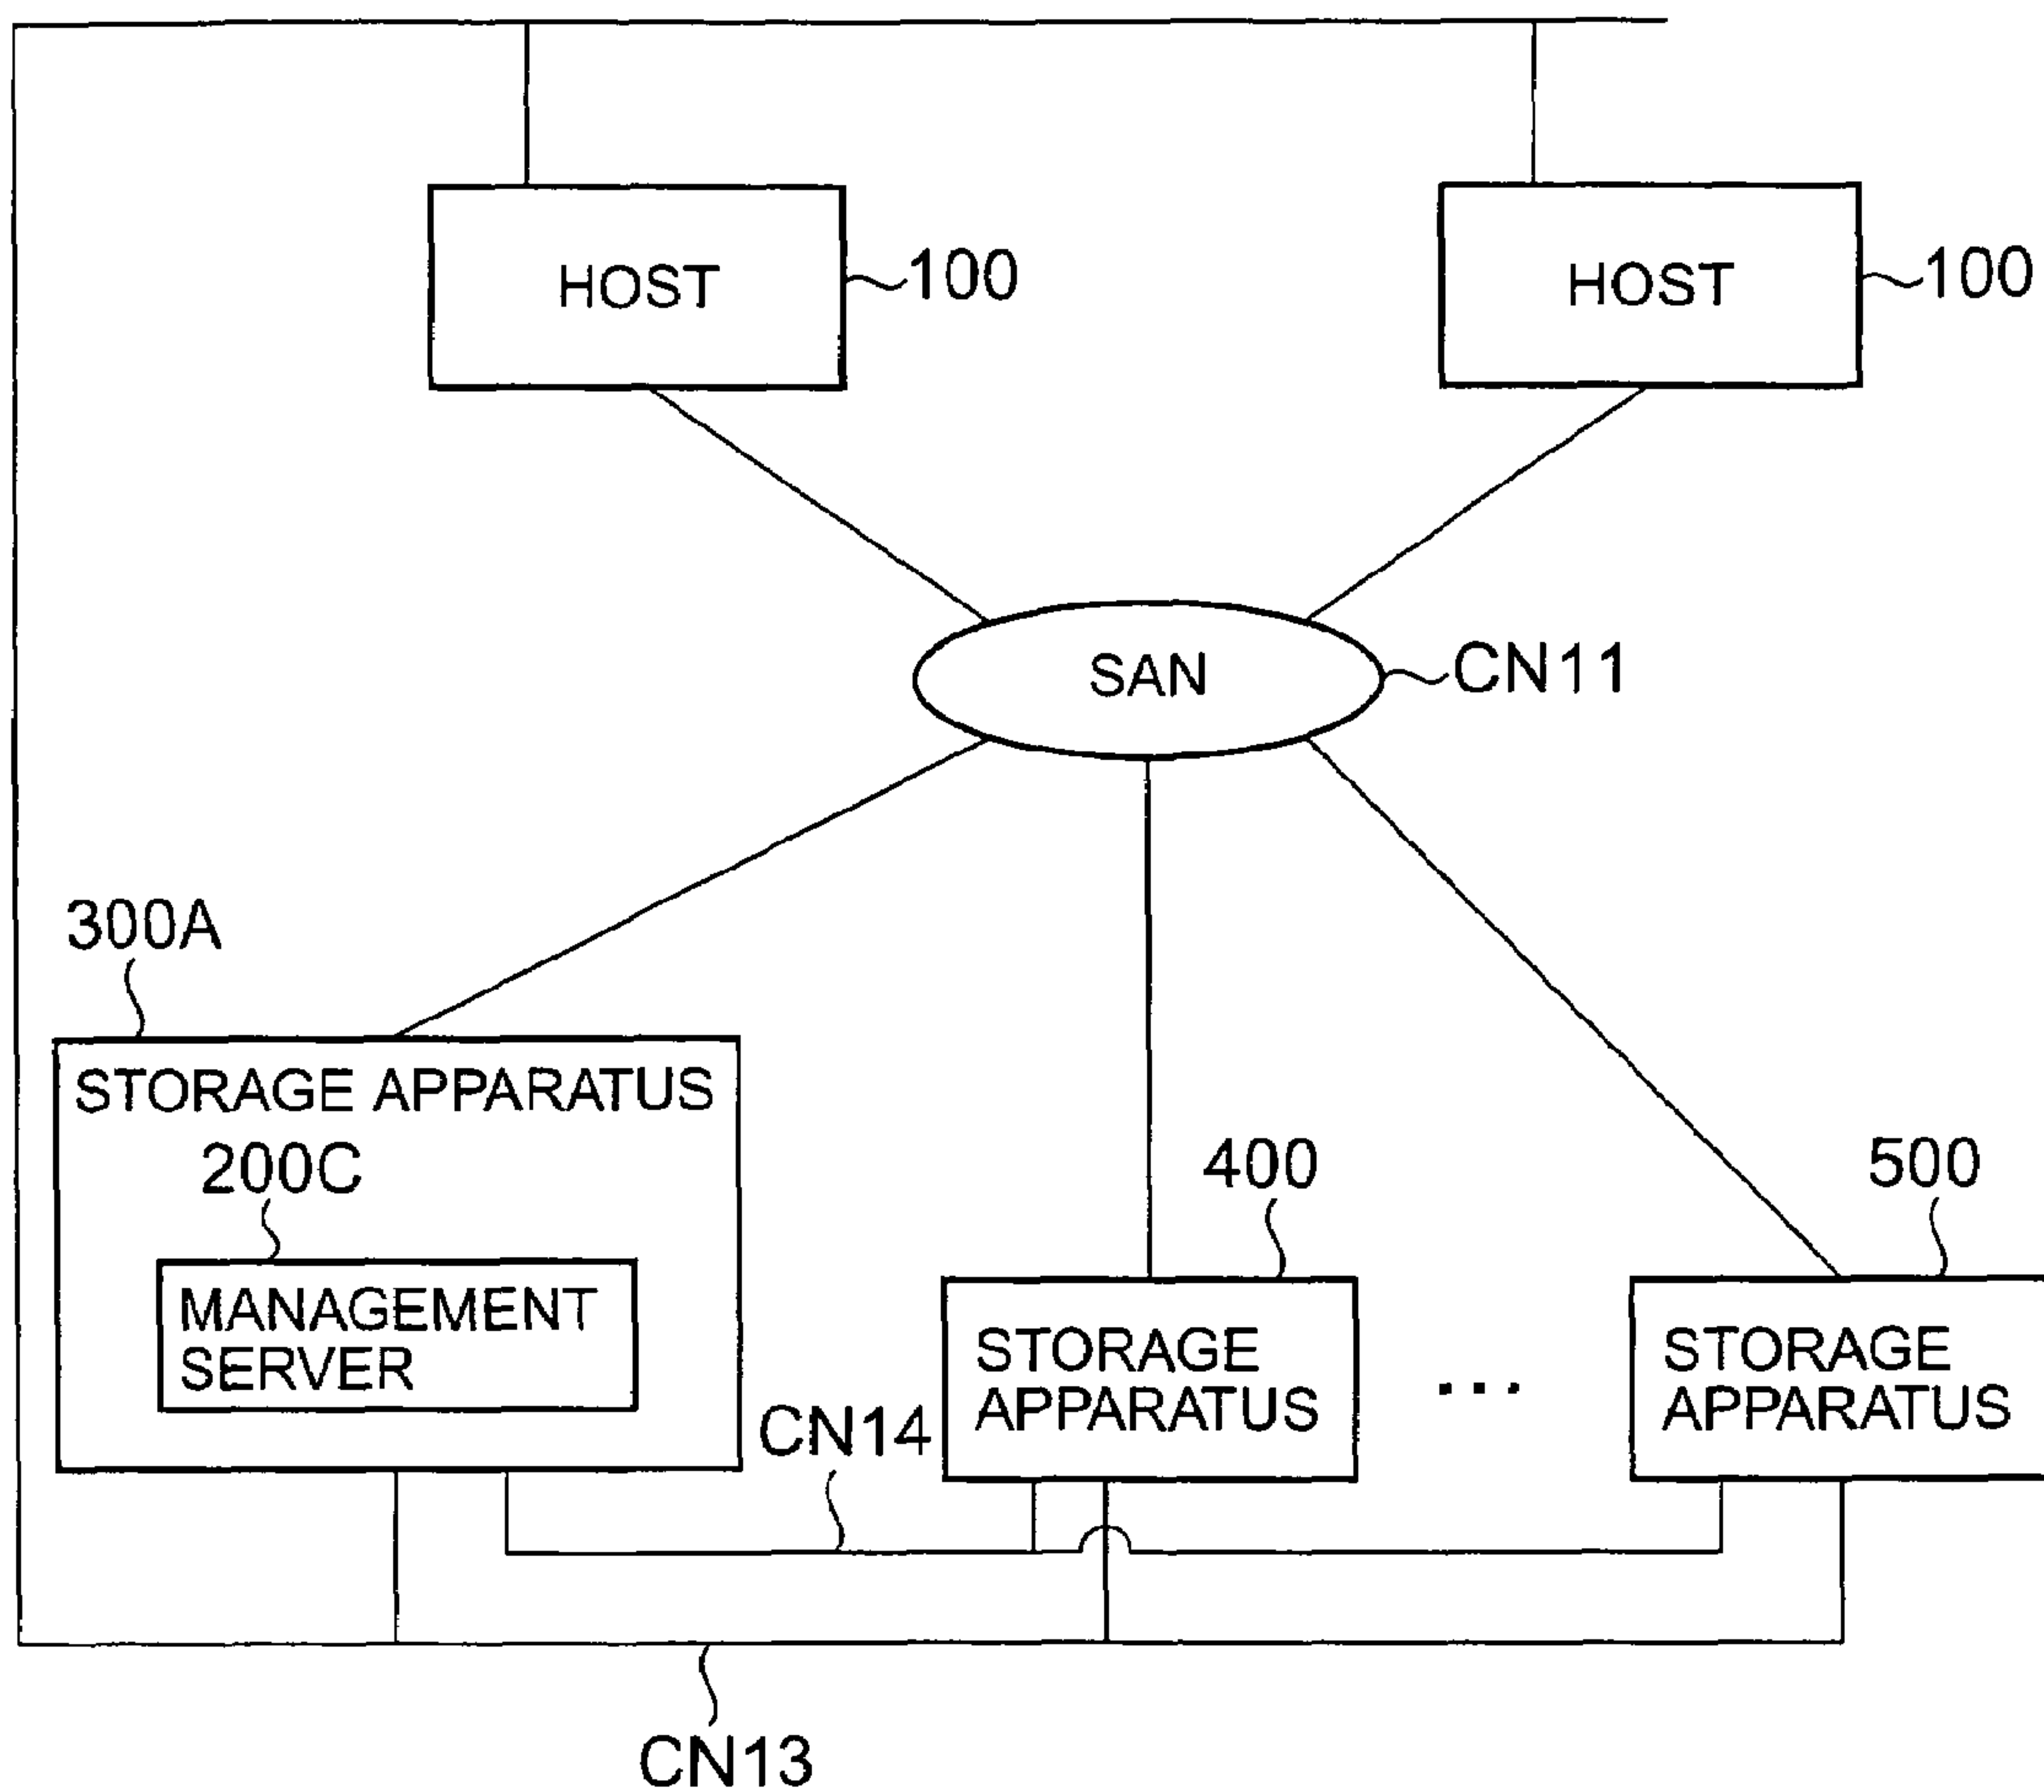 HOST
100
HOST
100
SAN
CN11
300A
STORAGE APPARATUS
200C
MANAGEMENT
SERVER
400
STORAGE
APPARATUS
...
500
STORAGE
APPARATUS
CN14
CN13